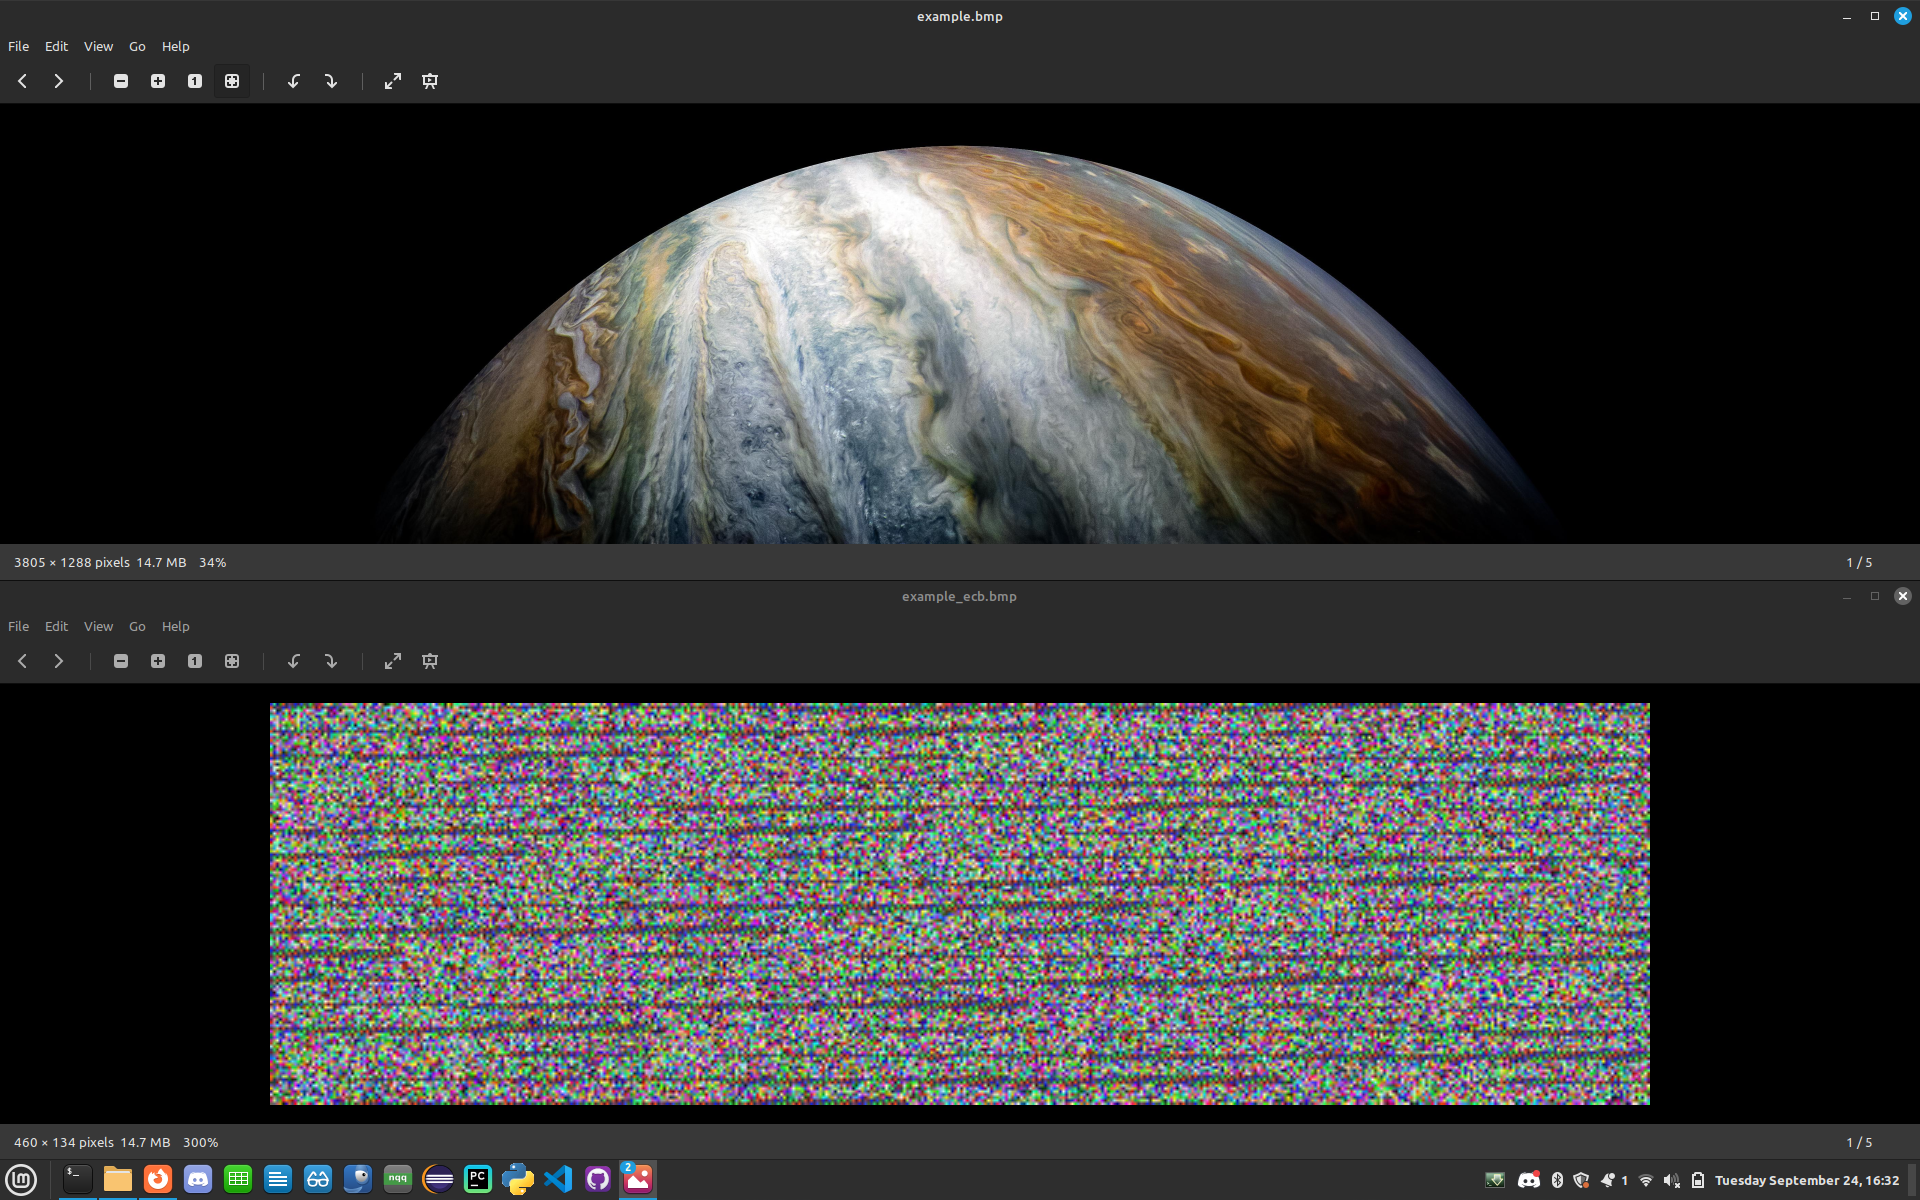 example.bmp
File Edit View Go Help
1
3805 × 1288 pixels 14.7 MB 34%
1 / 5
example_ecb.bmp
File Edit View Go Help
1
460 × 134 pixels 14.7 MB 300%
1 / 5
lm $_ nqq PC 2 1 Tuesday September 24, 16:32